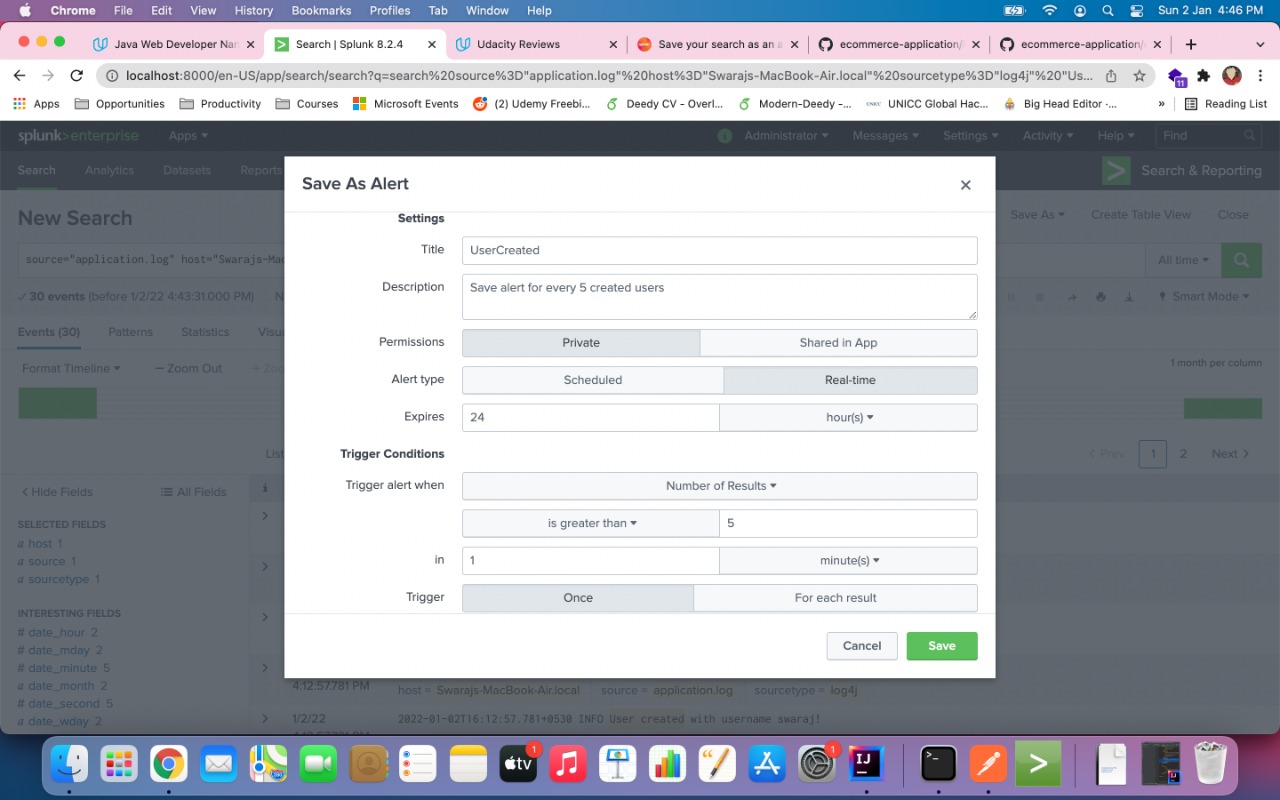 Chrome File Edit View History Bookmarks Profiles Tab Window Help Sun 2 Jan 4:46 PM
Java Web Developer Nan Search | Splunk 8.2.4 Udacity Reviews Save your search as an a ecommerce-application/ ecommerce-application/
localhost:8000/en-US/app/search/search?q=search%20source%3D"application.log"%20host%3D"Swarajs-MacBook-Air.local"%20sourcetype%3D"log4j"%20"Us... 11
Apps Opportunities Productivity Courses Microsoft Events (2) Udemy Freebi... Deedy CV - Overl... Modern-Deedy -... UNICC Global Hac... Big Head Editor -... » Reading List
splunk>enterprise Apps Administrator Messages Settings Activity Help Find
Search Analytics Datasets Reports Search & Reporting
Save As Alert
New Search Save As Create Table View Close
Settings
Title UserCreated
source="application.log" host="Swarajs-Mac All time
Description Save alert for every 5 created users
30 events (before 1/2/22 4:43:31.000 PM) N Smart Mode
Events (30) Patterns Statistics Visu
Permissions Private Shared in App
Format Timeline — Zoom Out + Zoo 1 month per column
Alert type Scheduled Real-time
Expires 24 hour(s)
List Prev 1 2 Next
Trigger Conditions
Trigger alert when Number of Results
Hide Fields All Fields i
is greater than 5
SELECTED FIELDS
a host 1
a source 1
a sourcetype 1
in 1 minute(s)
Trigger Once For each result
INTERESTING FIELDS
# date_hour 2
# date_mday 2
# date_minute 5
a date_month 2
# date_second 5
a date_wday 2
Cancel Save
4:12:57.781 PM host = Swarajs-MacBook-Air.local source = application.log sourcetype = log4j
1/2/22 2022-01-02T16:12:57.781+0530 INFO User created with username swaraj!
tv 1 1 IJ